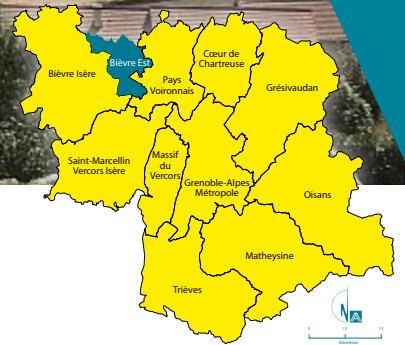 Cœur de
Chartreuse
Bièvre Est
Bièvre Isère
Pays
Voironnais
Grésivaudan
Saint-Marcellin
Vercors Isère
Massif
du
Vercors
Grenoble-Alpes
Métropole
Oisans
Matheysine
Trièves
N
A
0 10 20
Kilomètres